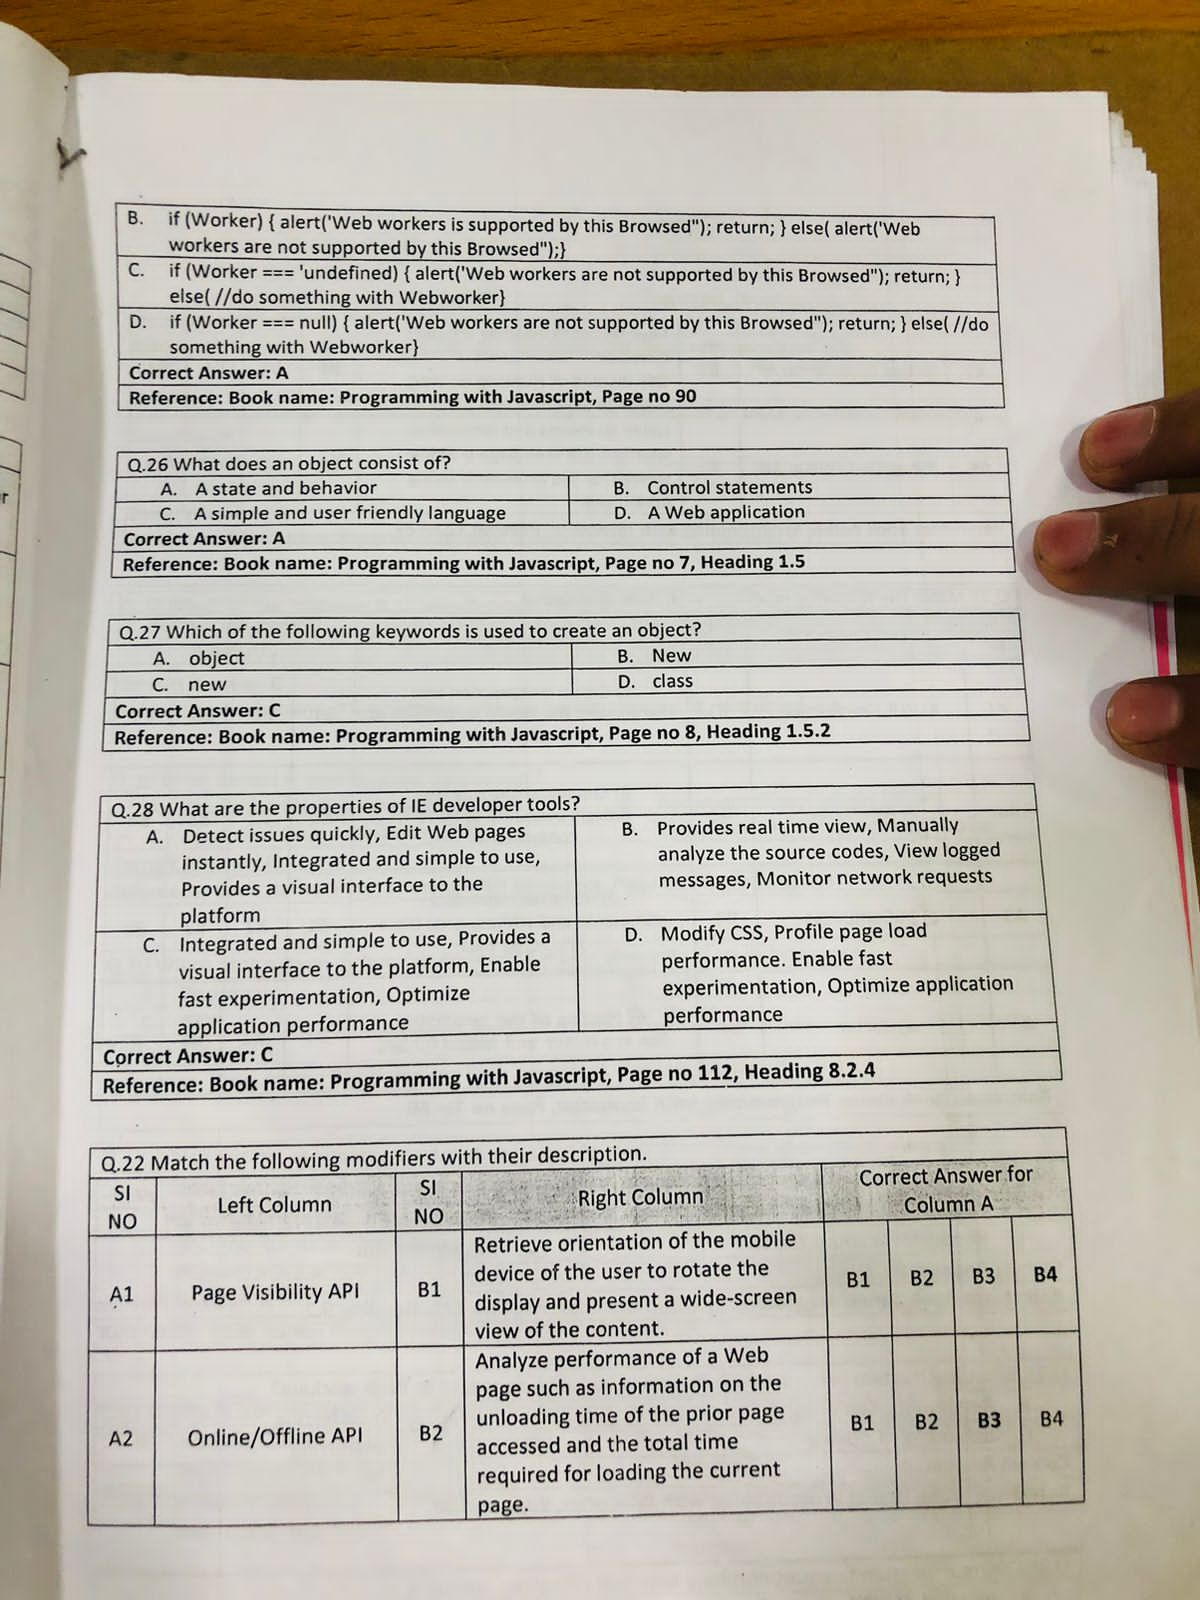 B. if (Worker) { alert('Web workers is supported by this Browsed"); return; } else( alert('Web
workers are not supported by this Browsed");}
C. if (Worker === 'undefined) { alert('Web workers are not supported by this Browsed"); return; }
else( //do something with Webworker}
D. if (Worker === null) { alert('Web workers are not supported by this Browsed"); return; } else( //do
something with Webworker}
Correct Answer: A
Reference: Book name: Programming with Javascript, Page no 90
Q.26 What does an object consist of?
A. A state and behavior B. Control statements
C. A simple and user friendly language D. A Web application
Correct Answer: A
Reference: Book name: Programming with Javascript, Page no 7, Heading 1.5
Q.27 Which of the following keywords is used to create an object?
A. object B. New
C. new D. class
Correct Answer: C
Reference: Book name: Programming with Javascript, Page no 8, Heading 1.5.2
Q.28 What are the properties of IE developer tools?
A. Detect issues quickly, Edit Web pages
instantly, Integrated and simple to use,
Provides a visual interface to the
platform
B. Provides real time view, Manually
analyze the source codes, View logged
messages, Monitor network requests
C. Integrated and simple to use, Provides a
visual interface to the platform, Enable
fast experimentation, Optimize
application performance
D. Modify CSS, Profile page load
performance. Enable fast
experimentation, Optimize application
performance
Correct Answer: C
Reference: Book name: Programming with Javascript, Page no 112, Heading 8.2.4
Q.22 Match the following modifiers with their description.
SI
NO
Left Column
SI
NO
Right Column
Correct Answer for
Column A
A1
Page Visibility API
B1
Retrieve orientation of the mobile
device of the user to rotate the
display and present a wide-screen
view of the content.
B1 B2 B3 B4
A2
Online/Offline API
B2
Analyze performance of a Web
page such as information on the
unloading time of the prior page
accessed and the total time
required for loading the current
page.
B1 B2 B3 B4